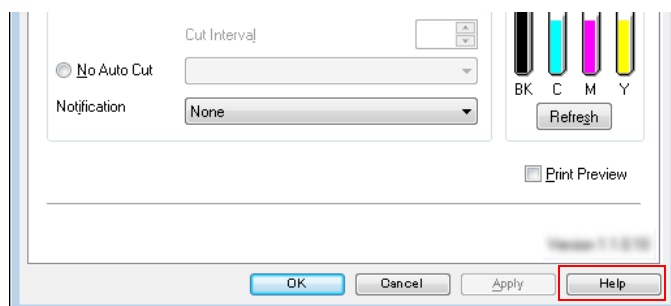 Cut Interval
No Auto Cut
BK C M Y
Notification
None
Refresh
Print Preview
OK Cancel Apply Help